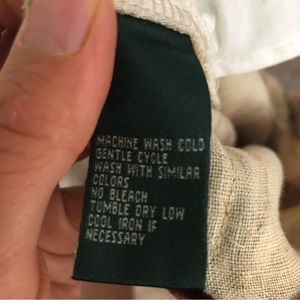 MACHINE WASH COLD
GENTLE CYCLE
WASH WITH SIMILAR
COLORS
NO BLEACH
TUMBLE DRY LOW
COOL IRON IF
NECESSARY